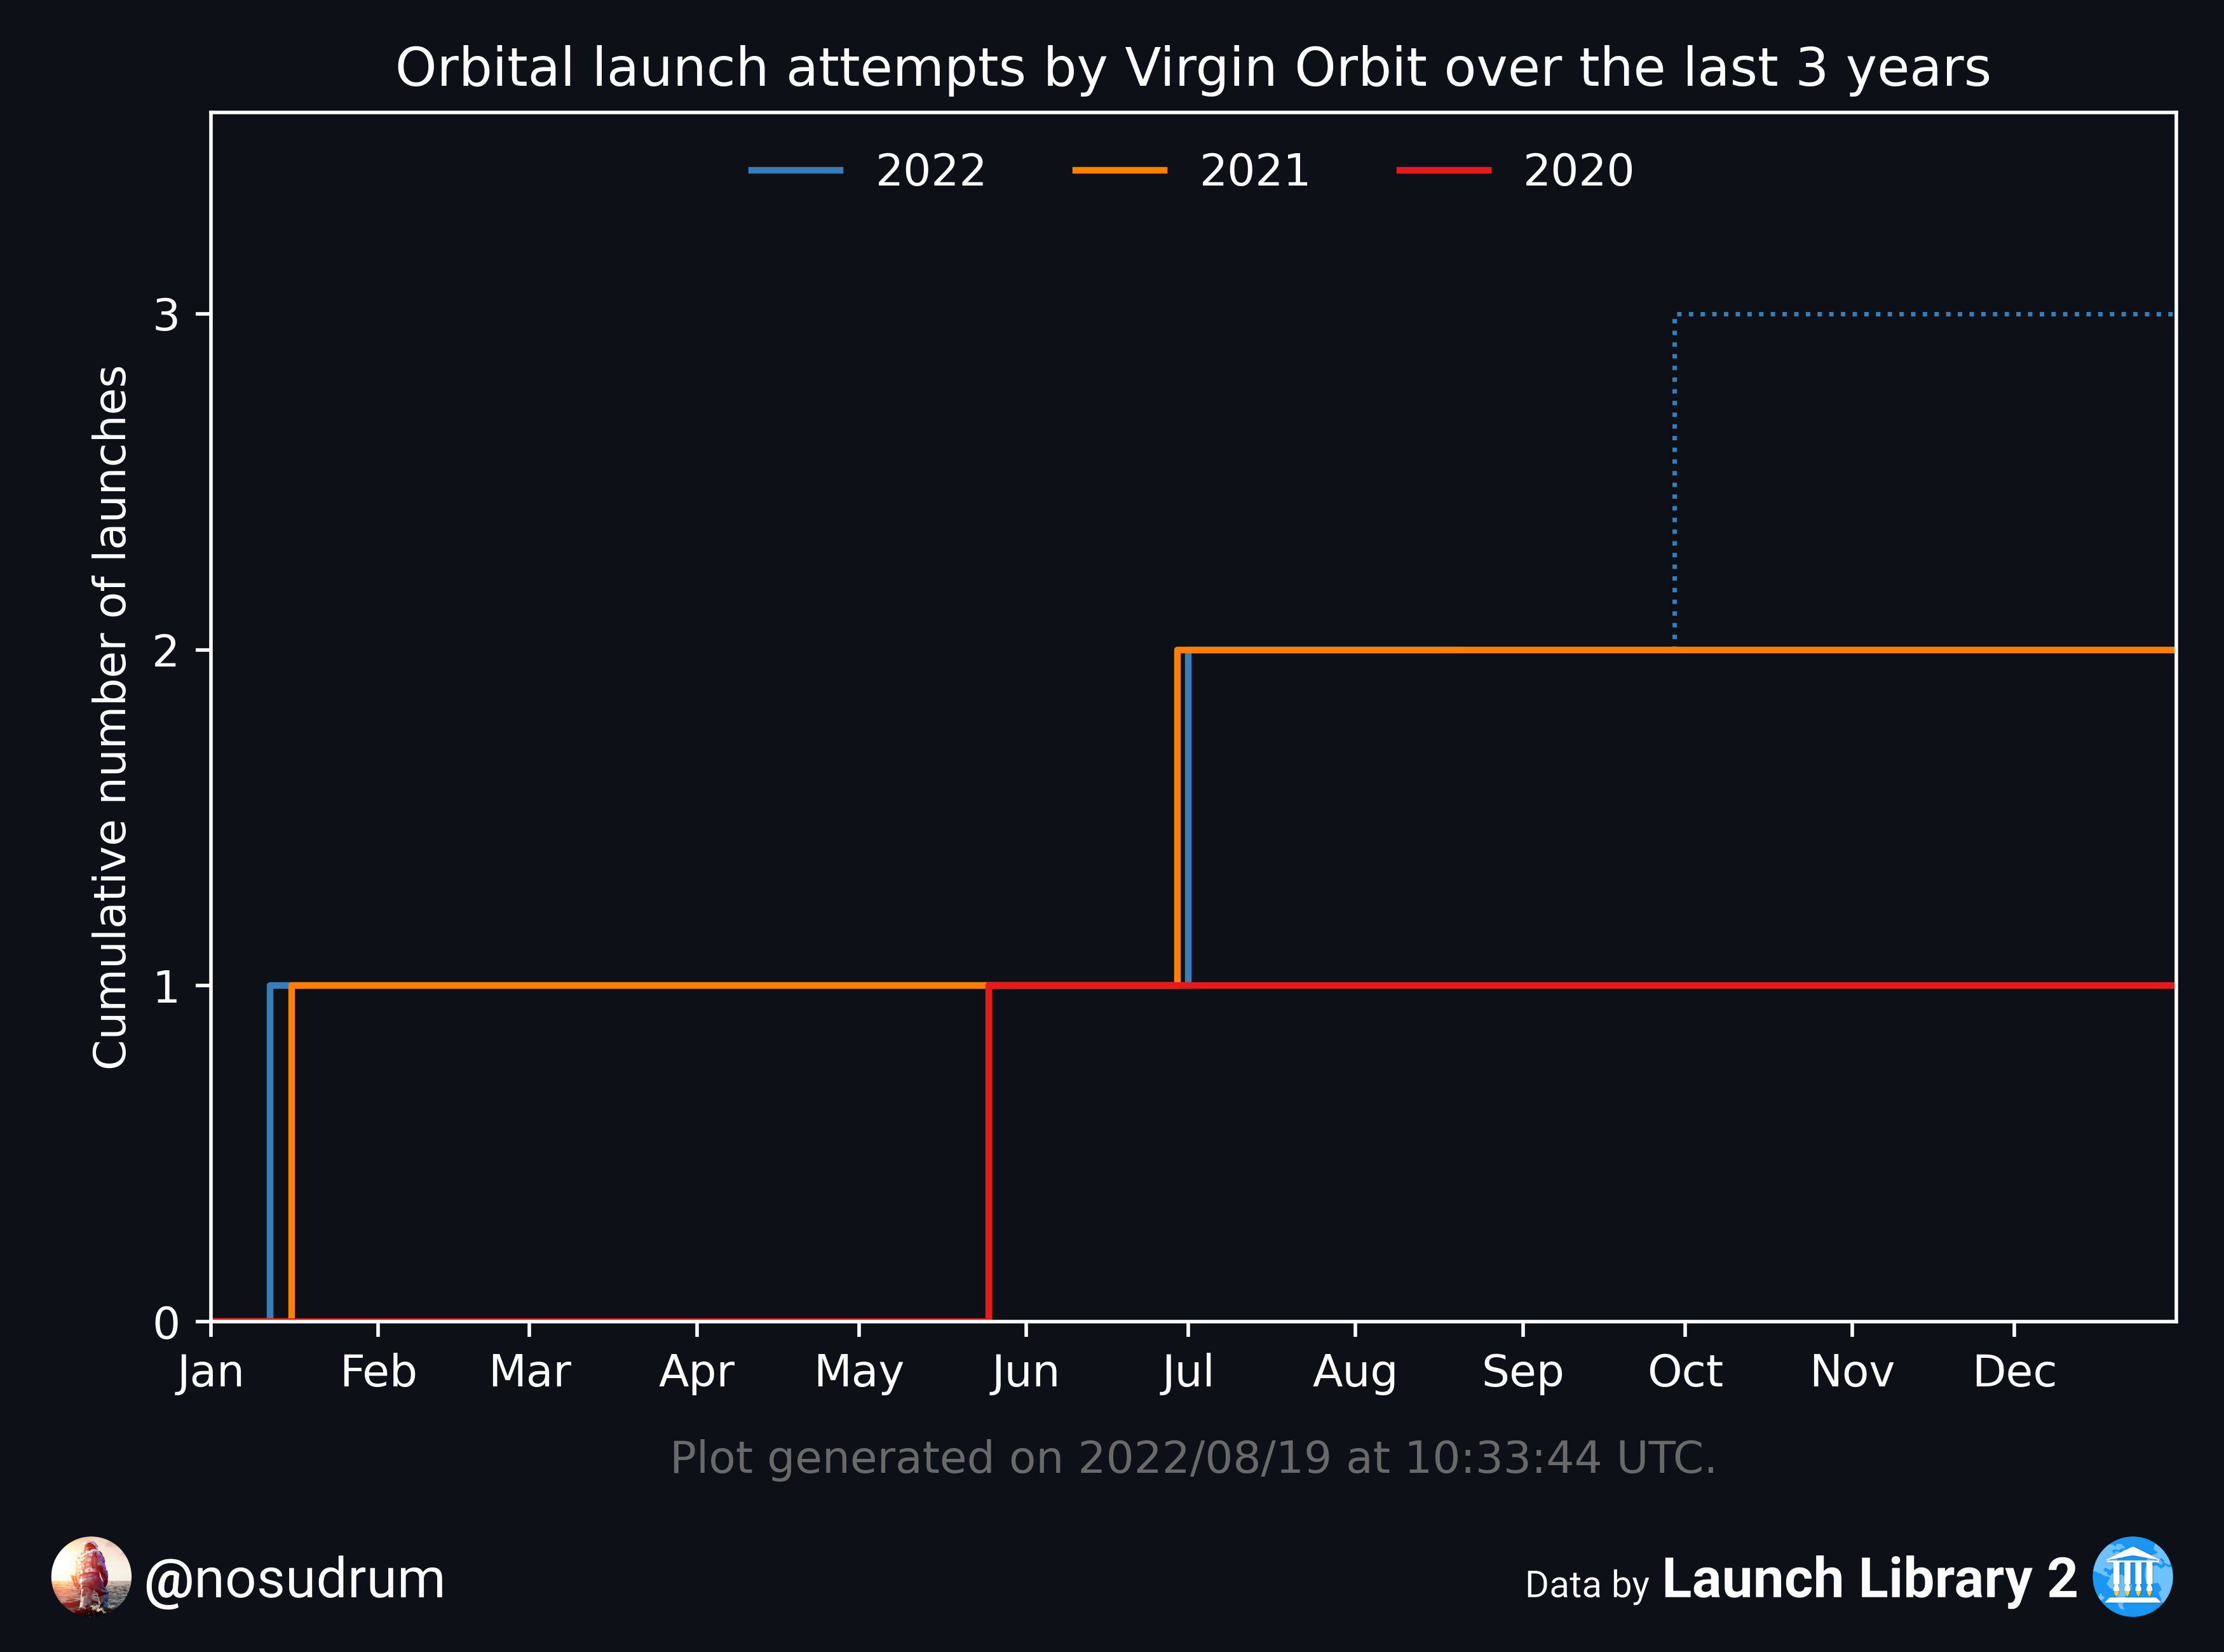 Orbital launch attempts by Virgin Orbit over the last 3 years
2022 2021 2020
Cumulative number of launches
3
2
1
0
Jan Feb Mar Apr May Jun Jul Aug Sep Oct Nov Dec
Plot generated on 2022/08/19 at 10:33:44 UTC.
@nosudrum
Data by Launch Library 2